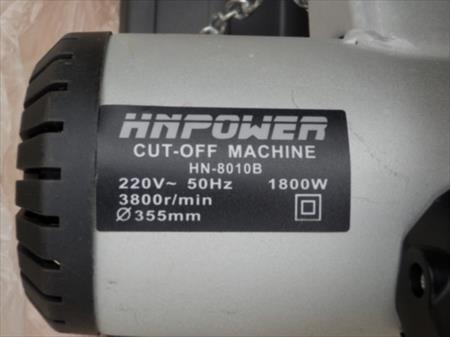 HNPOWER
CUT-OFF MACHINE
HN-8010B
220V~ 50Hz 1800W
3800r/min
Ø355mm